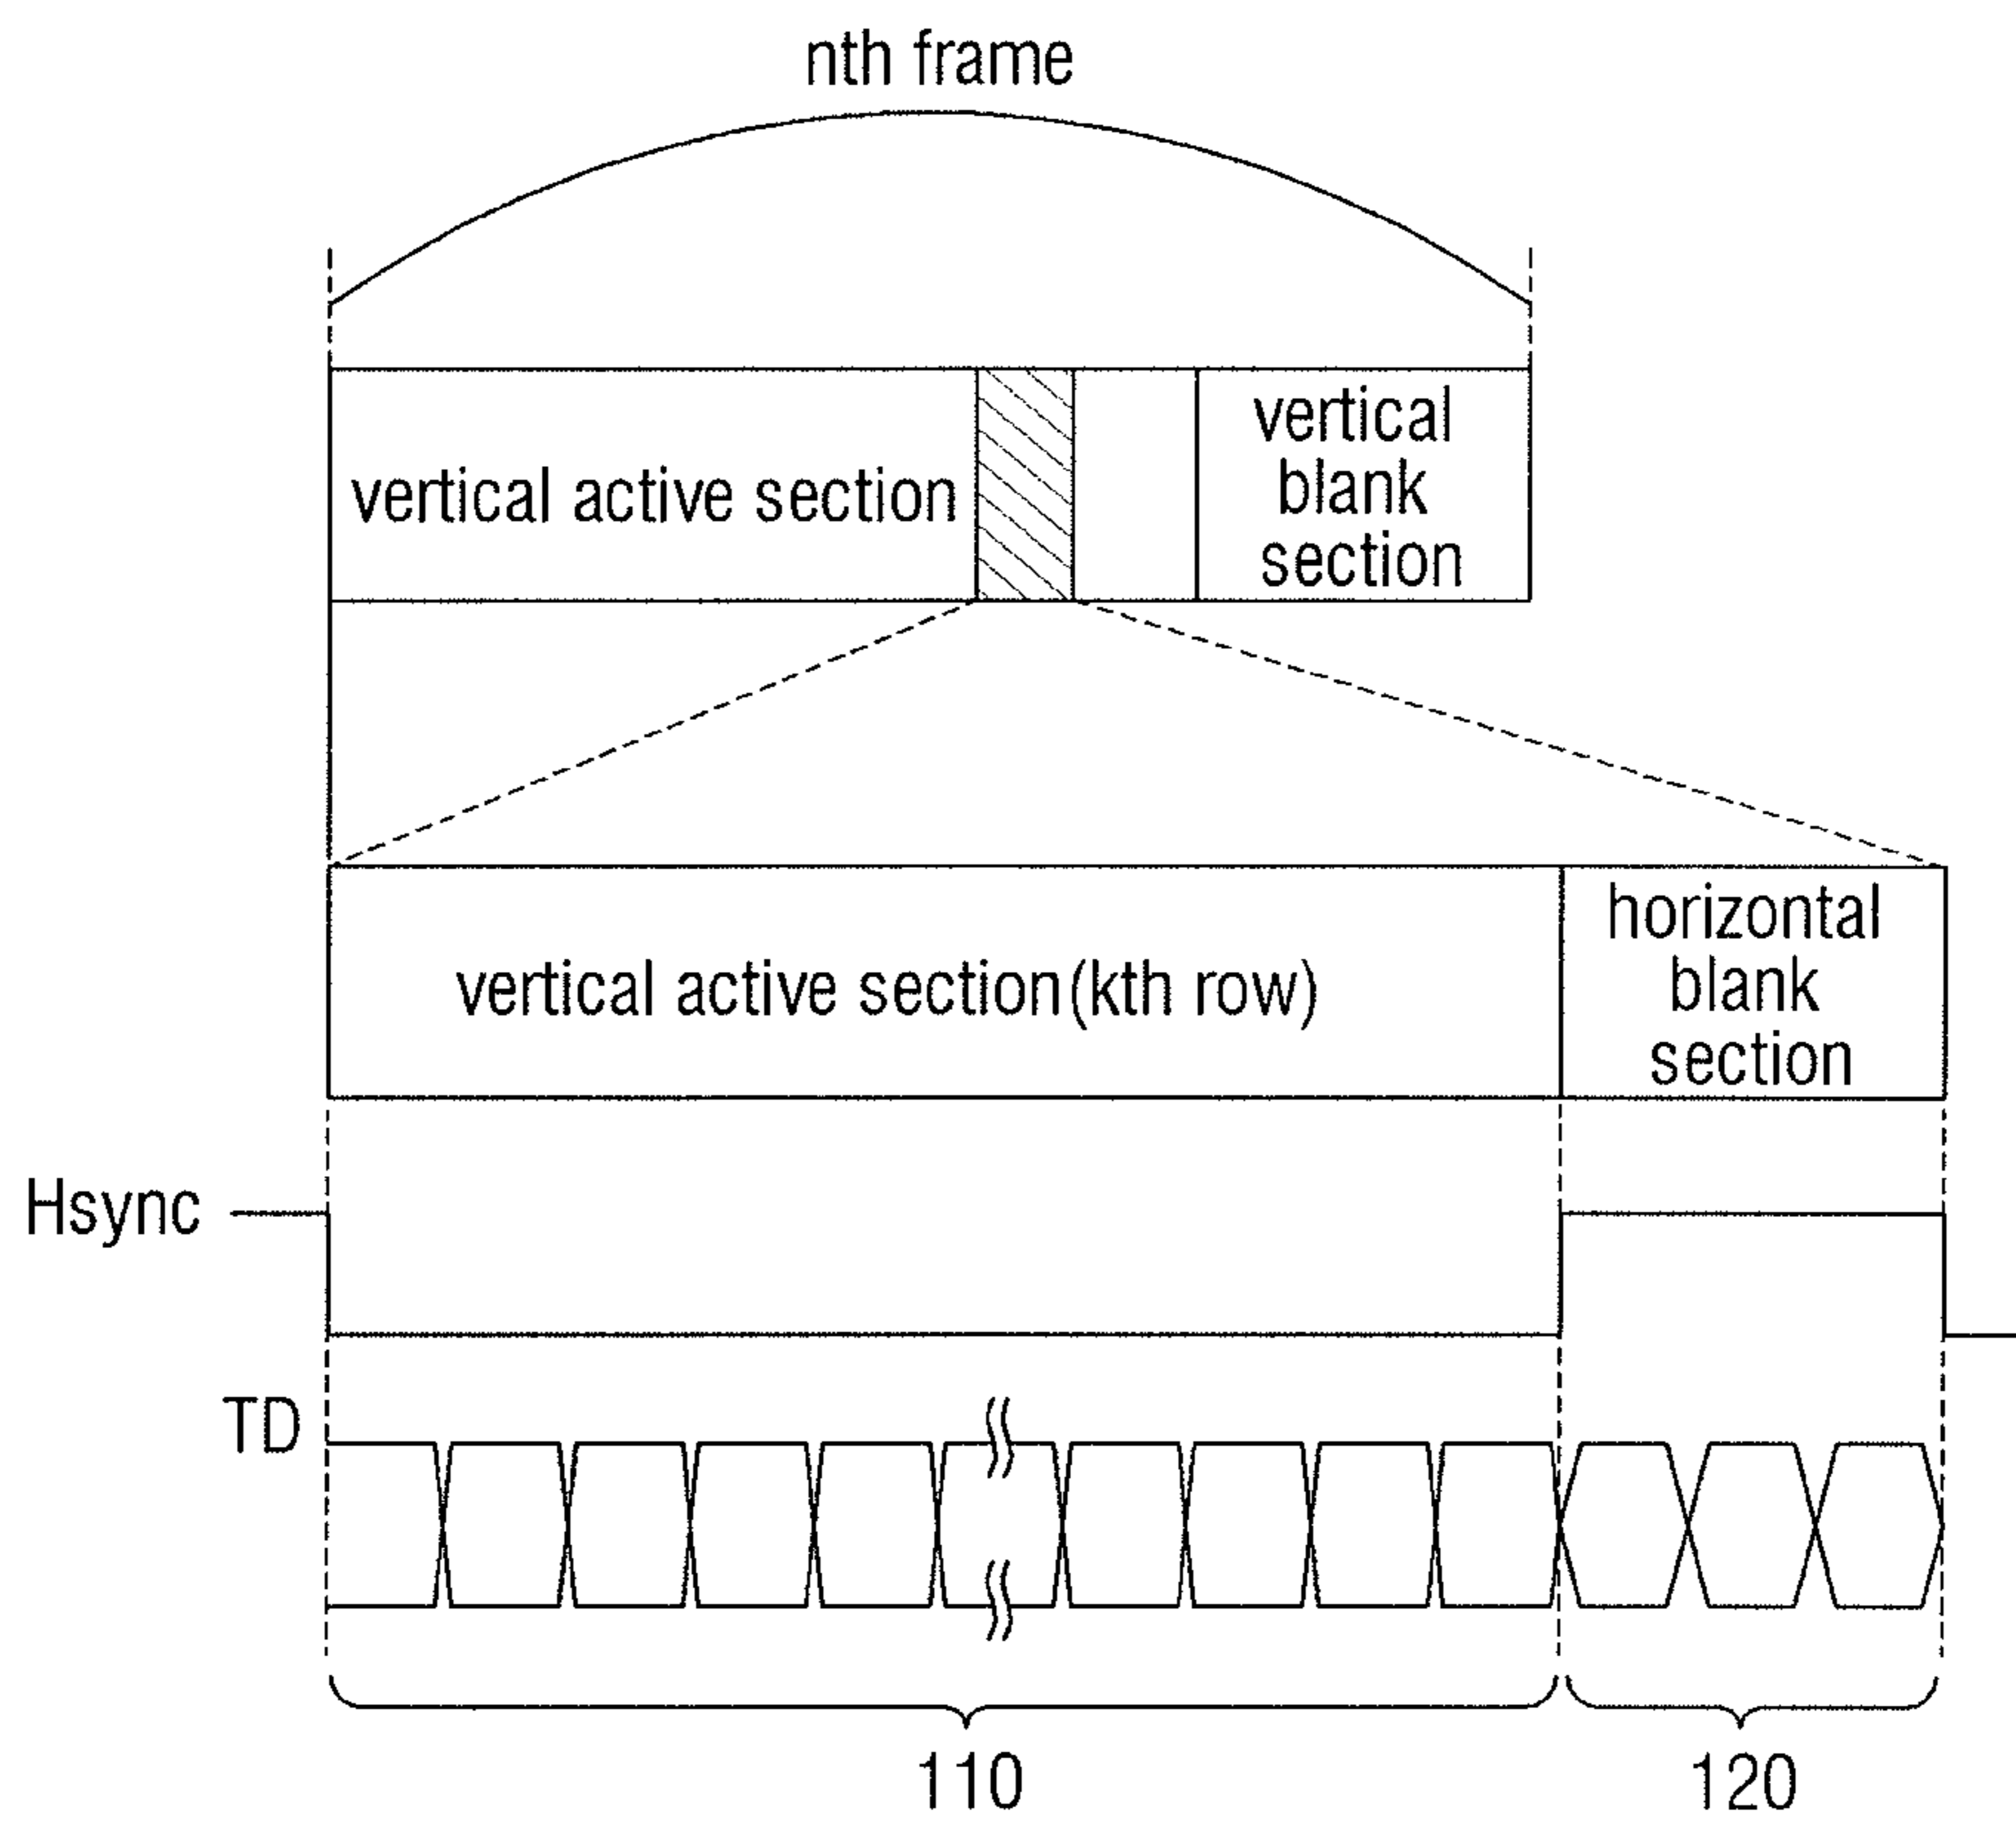 nth frame
vertical active section
vertical
blank
section
vertical active section(kth row)
horizontal
blank
section
Hsync
TD
110
120